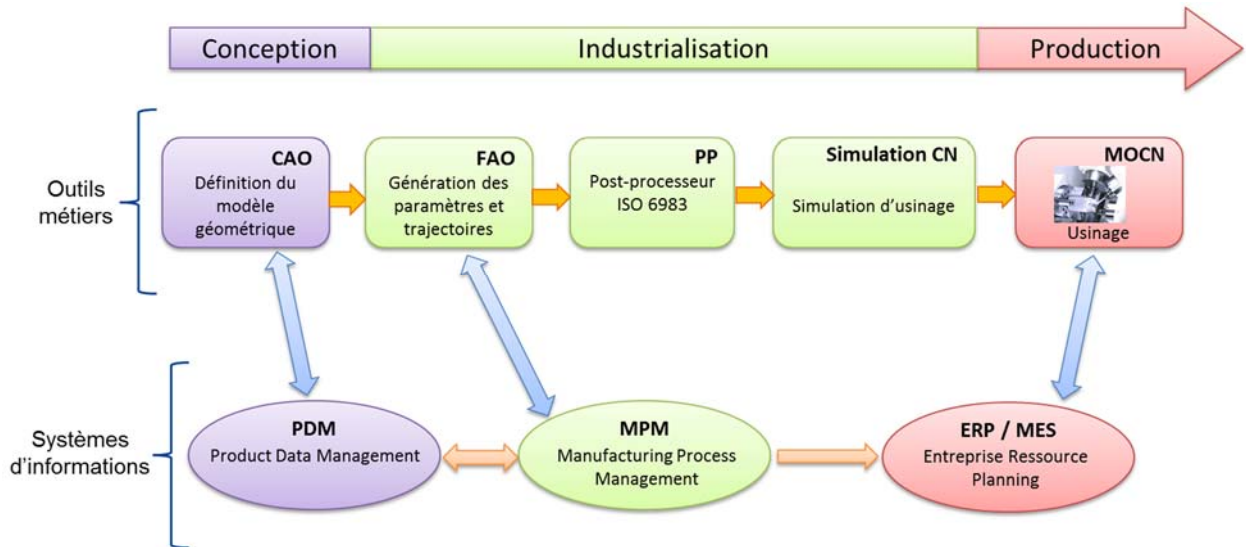 Conception
Industrialisation
Production
Outils
métiers
CAO
Définition du
modèle
géométrique
FAO
Génération des
paramètres et
trajectoires
PP
Post-processeur
ISO 6983
Simulation CN
Simulation d'usinage
MOCN
Usinage
Systèmes
d'informations
PDM
Product Data Management
MPM
Manufacturing Process
Management
ERP / MES
Entreprise Ressource
Planning